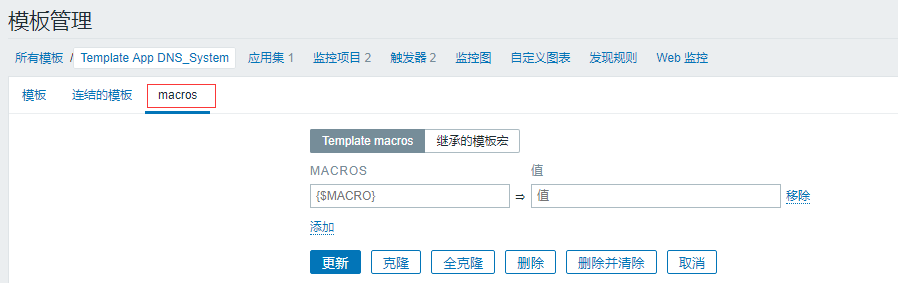 模板管理
所有模板 / Template App DNS_System 应用集 1 监控项目 2 触发器 2 监控图 自定义图表 发现规则 Web 监控
模板 连结的模板 macros
Template macros 继承的模板宏
MACROS 值
{$MACRO} ⇒ 值 移除
添加
更新 克隆 全克隆 删除 删除并清除 取消